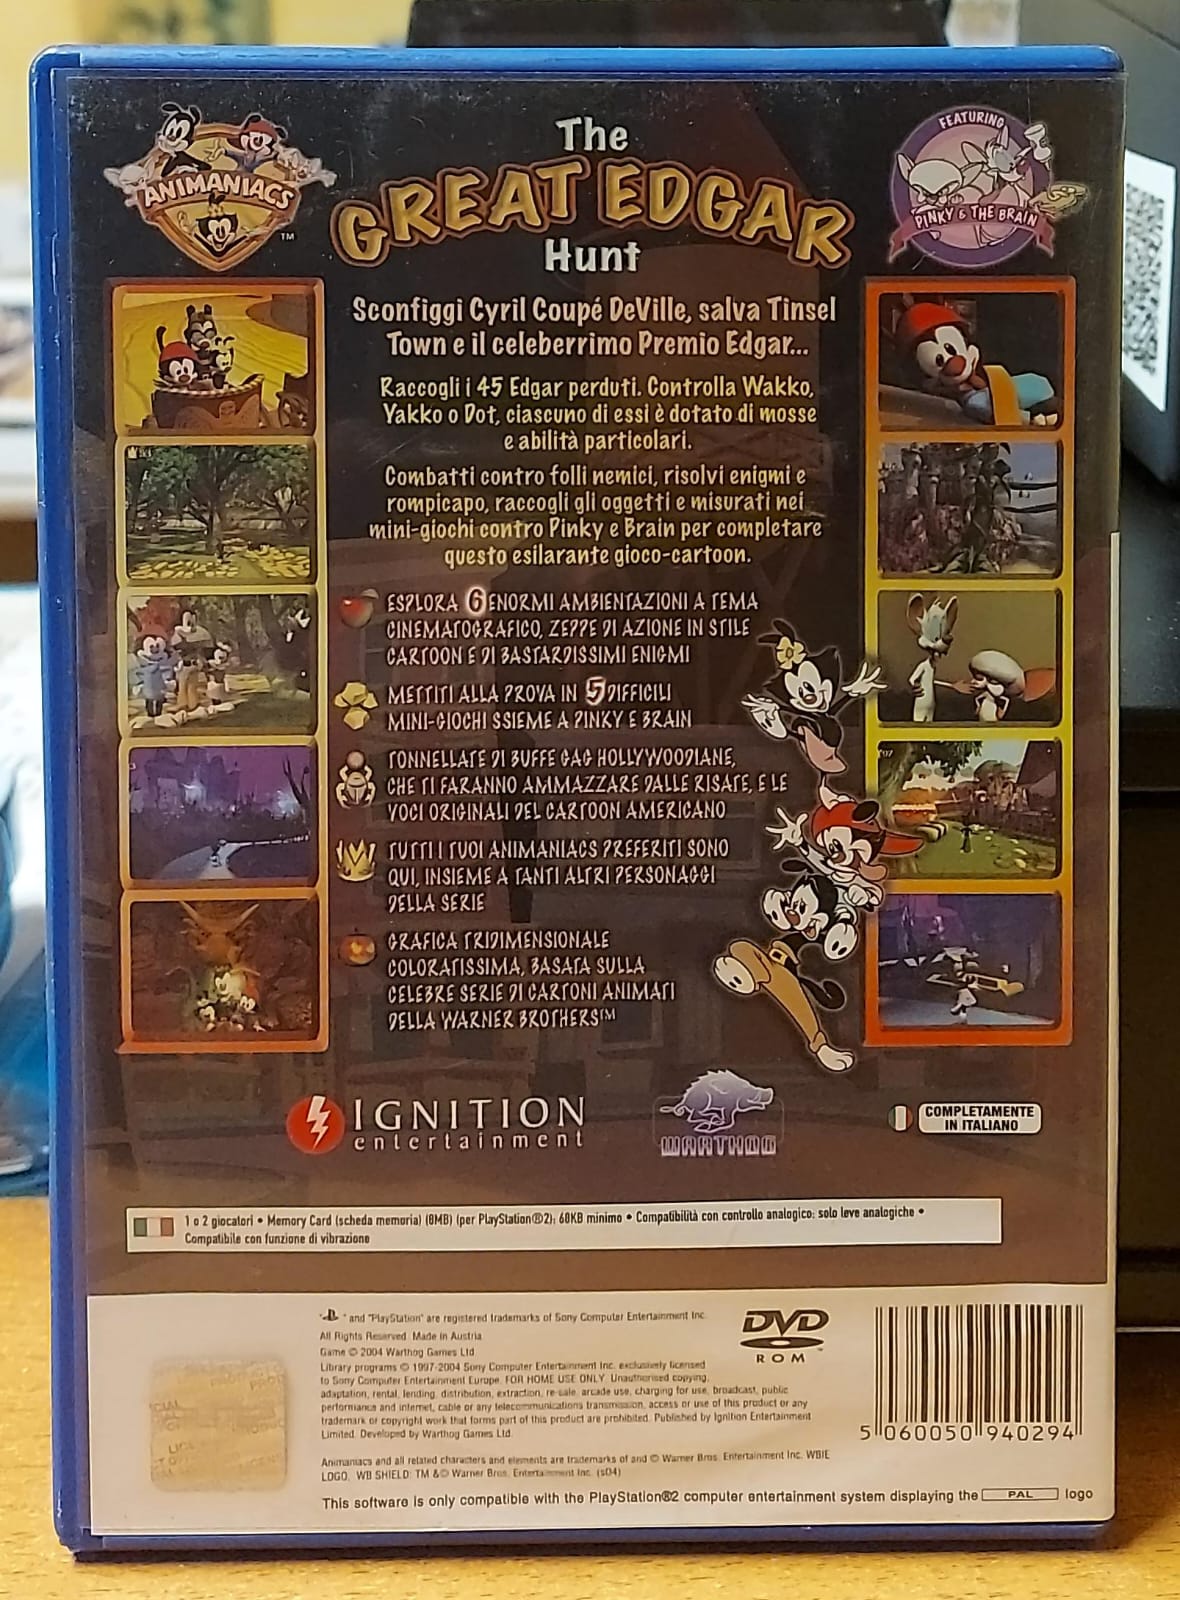 ANIMANIACS
TM
The
GREAT EDGAR
Hunt
FEATURING
PINKY & THE BRAIN
Sconfiggi Cyril Coupé DeVille, salva Tinsel
Town e il celeberrimo Premio Edgar...
Raccogli i 45 Edgar perduti. Controlla Wakko,
Yakko o Dot, ciascuno di essi è dotato di mosse
e abilità particolari.
Combatti contro folli nemici, risolvi enigmi e
rompicapo, raccogli gli oggetti e misurati nei
mini-giochi contro Pinky e Brain per completare
questo esilarante gioco-cartoon.
ESPLORA 6 ENORMI AMBIENTAZIONI A TEMA
CINEMATOGRAFICO, ZEPPE DI AZIONE IN STILE
CARTOON E DI BASTARDISSIMI ENIGMI
METTITI ALLA PROVA IN 5 DIFFICILI
MINI-GIOCHI SSIEME A PINKY E BRAIN
TONNELLATE DI BUFFE GAG HOLLYWOODIANE,
CHE TI FARANNO AMMAZZARE DALLE RISATE, E LE
VOCI ORIGINALI DEL CARTOON AMERICANO
TUTTI I TUOI ANIMANIACS PREFERITI SONO
QUI, INSIEME A TANTI ALTRI PERSONAGGI
DELLA SERIE
GRAFICA TRIDIMENSIONALE
COLORATISSIMA, BASATA SULLA
CELEBRE SERIE DI CARTONI ANIMATI
DELLA WARNER BROTHERS™
IGNITION
entertainment
WARTHOG
COMPLETAMENTE
IN ITALIANO
1 o 2 giocatori • Memory Card (scheda memoria) (8MB) (per PlayStation®2): 60KB minimo • Compatibilità con controllo analogico: solo leve analogiche •
Compatibile con funzione di vibrazione
" " and "PlayStation" are registered trademarks of Sony Computer Entertainment Inc.
All Rights Reserved. Made in Austria
Game © 2004 Warthog Games Ltd
Library programs © 1997-2004 Sony Computer Entertainment Inc. exclusively licensed
to Sony Computer Entertainment Europe. FOR HOME USE ONLY. Unauthorised copying,
adaptation, rental, lending, distribution, extraction, re-sale, arcade use, charging for use, broadcast, public
performance and internet, cable or any telecommunications transmission, access or use of this product or any
trademark or copyright work that forms part of this product are prohibited. Published by Ignition Entertainment
Limited. Developed by Warthog Games Ltd.
Animaniacs and all related characters and elements are trademarks of and © Warner Bros. Entertainment Inc. WBIE
LOGO, WB SHIELD: TM & © Warner Bros. Entertainment Inc. (s04)
This software is only compatible with the PlayStation®2 computer entertainment system displaying the PAL logo
DVD
ROM
5 060050 940294